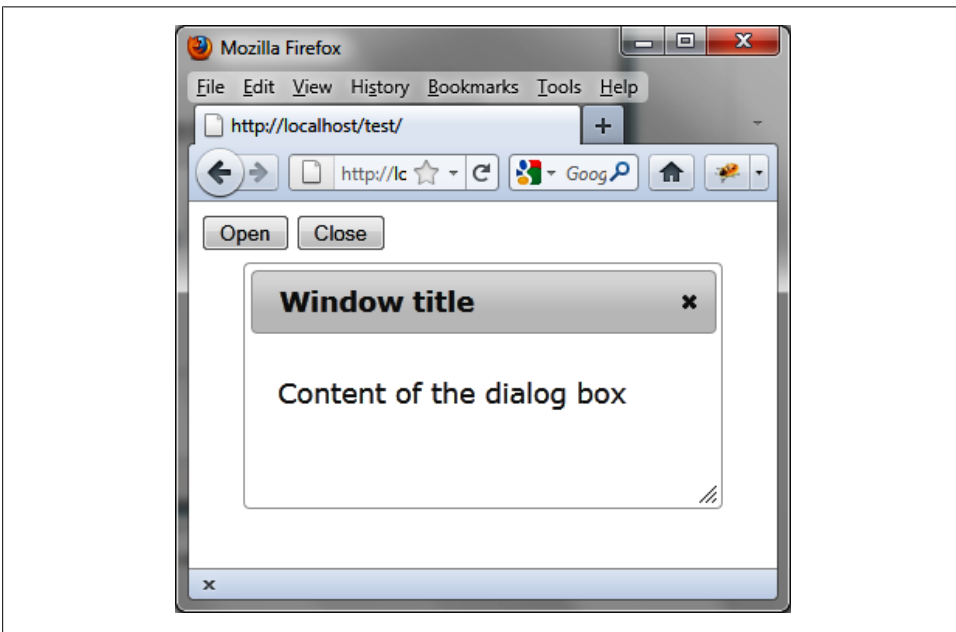 Mozilla Firefox
File Edit View History Bookmarks Tools Help
http://localhost/test/
http://lc Goog
Open Close
Window title
Content of the dialog box